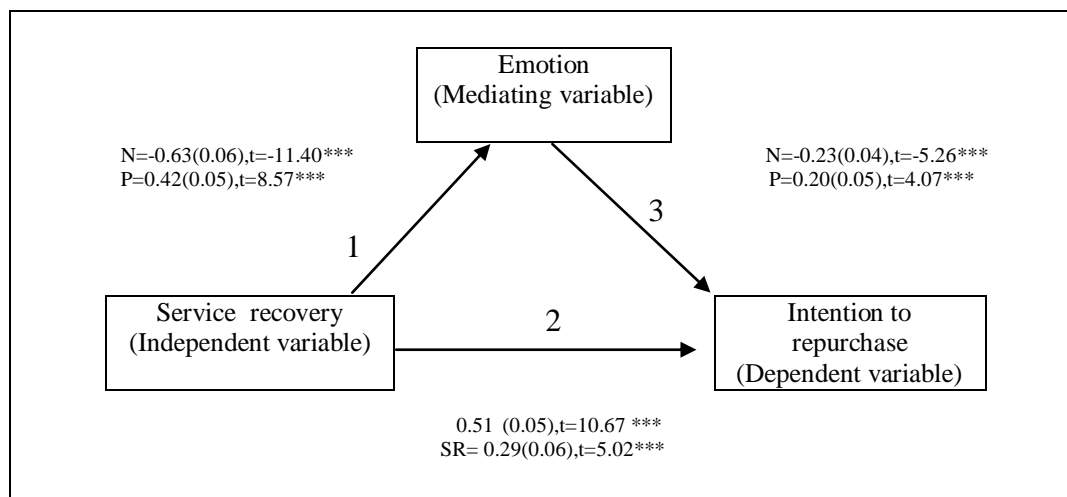 Emotion
(Mediating variable)
N=-0.63(0.06),t=-11.40***
P=0.42(0.05),t=8.57***
N=-0.23(0.04),t=-5.26***
P=0.20(0.05),t=4.07***
1
3
Service recovery
(Independent variable)
2
Intention to
repurchase
(Dependent variable)
0.51 (0.05),t=10.67 ***
SR= 0.29(0.06),t=5.02***